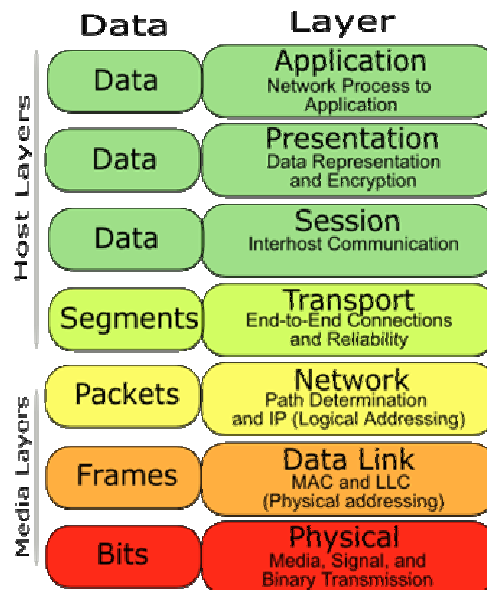 Data Layer
Host Layers
Data
Application
Network Process to
Application
Data
Presentation
Data Representation
and Encryption
Data
Session
Interhost Communication
Segments
Transport
End-to-End Connections
and Reliability
Media Layers
Packets
Network
Path Determination
and IP (Logical Addressing)
Frames
Data Link
MAC and LLC
(Physical addressing)
Bits
Physical
Media, Signal, and
Binary Transmission